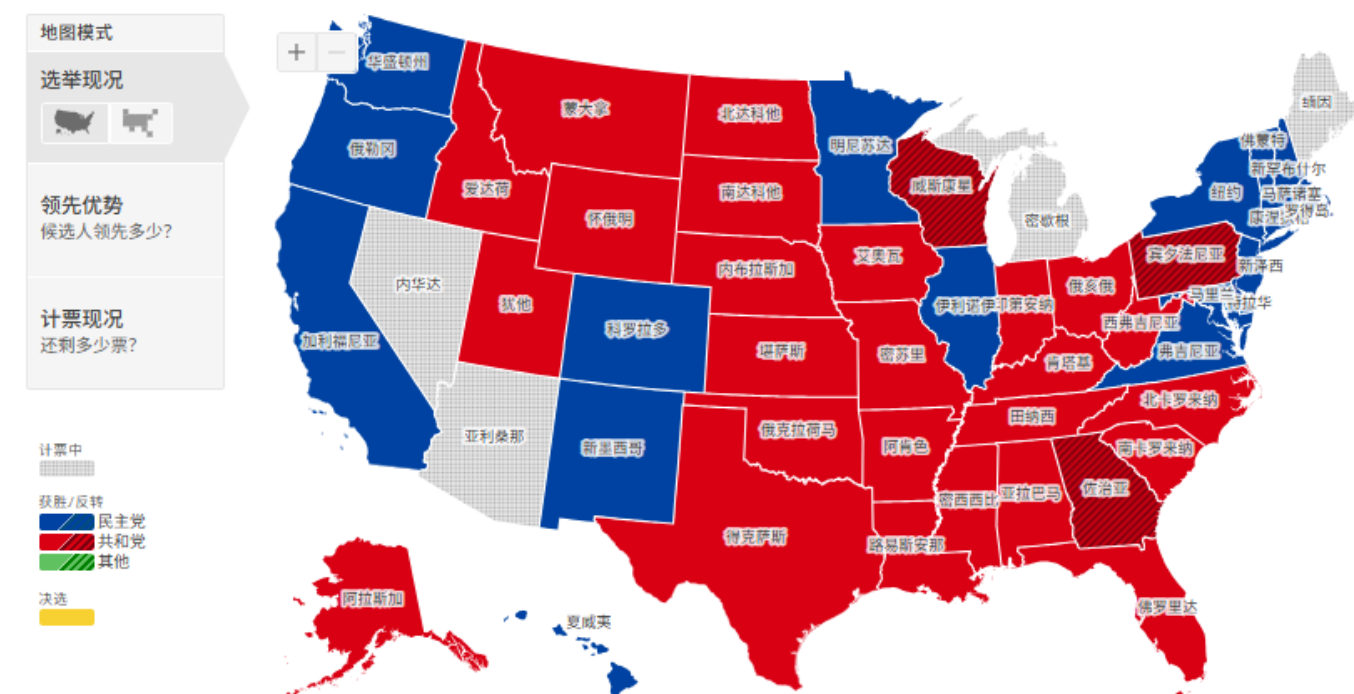 地图模式
选举现况
领先优势
候选人领先多少?
计票现况
还剩多少票?
计票中
获胜/反转
民主党
共和党
其他
决选
+
−
华盛顿州
蒙大拿
北达科他
缅因
俄勒冈
明尼苏达
佛蒙特
新罕布什尔
爱达荷
南达科他
威斯康星
纽约
马萨诸塞
怀俄明
密歇根
康涅
罗得岛
内布拉斯加
艾奥瓦
宾夕法尼亚
新泽西
内华达
犹他
俄亥俄
马里兰
特拉华
伊利诺伊
印第安纳
加利福尼亚
科罗拉多
堪萨斯
密苏里
西弗吉尼亚
弗吉尼亚
肯塔基
北卡罗来纳
田纳西
亚利桑那
新墨西哥
俄克拉荷马
阿肯色
南卡罗来纳
密西西比
亚拉巴马
佐治亚
得克萨斯
路易斯安那
阿拉斯加
夏威夷
佛罗里达